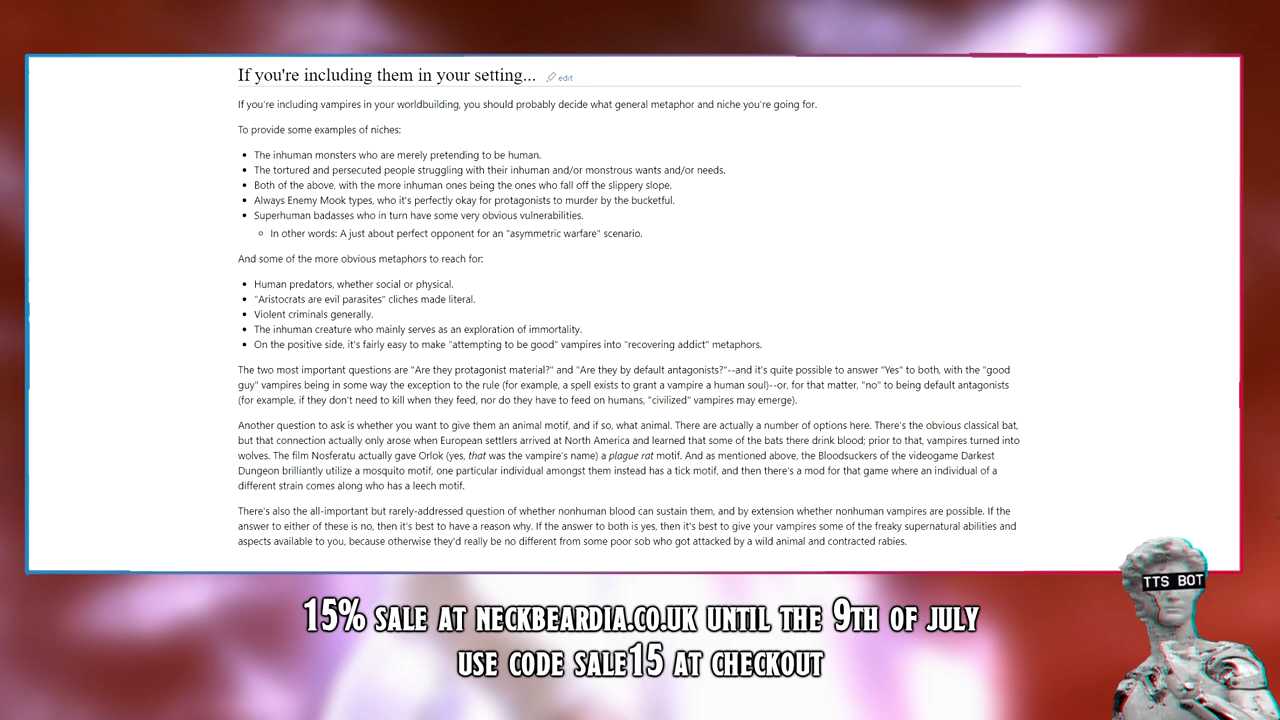 If you're including them in your setting... edit
If you're including vampires in your worldbuilding, you should probably decide what general metaphor and niche you're going for.
To provide some examples of niches:
The inhuman monsters who are merely pretending to be human.
The tortured and persecuted people struggling with their inhuman and/or monstrous wants and/or needs.
Both of the above, with the more inhuman ones being the ones who fall off the slippery slope.
Always Enemy Mook types, who it's perfectly okay for protagonists to murder by the bucketful.
Superhuman badasses who in turn have some very obvious vulnerabilities.
In other words: A just about perfect opponent for an "asymmetric warfare" scenario.
And some of the more obvious metaphors to reach for:
Human predators, whether social or physical.
"Aristocrats are evil parasites" cliches made literal.
Violent criminals generally.
The inhuman creature who mainly serves as an exploration of immortality.
On the positive side, it's fairly easy to make "attempting to be good" vampires into "recovering addict" metaphors.
The two most important questions are "Are they protagonist material?" and "Are they by default antagonists?"--and it's quite possible to answer "Yes" to both, with the "good
guy" vampires being in some way the exception to the rule (for example, a spell exists to grant a vampire a human soul)--or, for that matter, "no" to being default antagonists
(for example, if they don't need to kill when they feed, nor do they have to feed on humans, "civilized" vampires may emerge).
Another question to ask is whether you want to give them an animal motif, and if so, what animal. There are actually a number of options here. There's the obvious classical bat,
but that connection actually only arose when European settlers arrived at North America and learned that some of the bats there drink blood; prior to that, vampires turned into
wolves. The film Nosferatu actually gave Orlok (yes, that was the vampire's name) a plague rat motif. And as mentioned above, the Bloodsuckers of the videogame Darkest
Dungeon brilliantly utilize a mosquito motif, one particular individual amongst them instead has a tick motif, and then there's a mod for that game where an individual of a
different strain comes along who has a leech motif.
There's also the all-important but rarely-addressed question of whether nonhuman blood can sustain them, and by extension whether nonhuman vampires are possible. If the
answer to either of these is no, then it's best to have a reason why. If the answer to both is yes, then it's best to give your vampires some of the freaky supernatural abilities and
aspects available to you, because otherwise they'd really be no different from some poor sob who got attacked by a wild animal and contracted rabies.
TTS BOT
15% SALE AT NECKBEARDIA.CO.UK UNTIL THE 9TH OF JULY
USE CODE SALE15 AT CHECKOUT